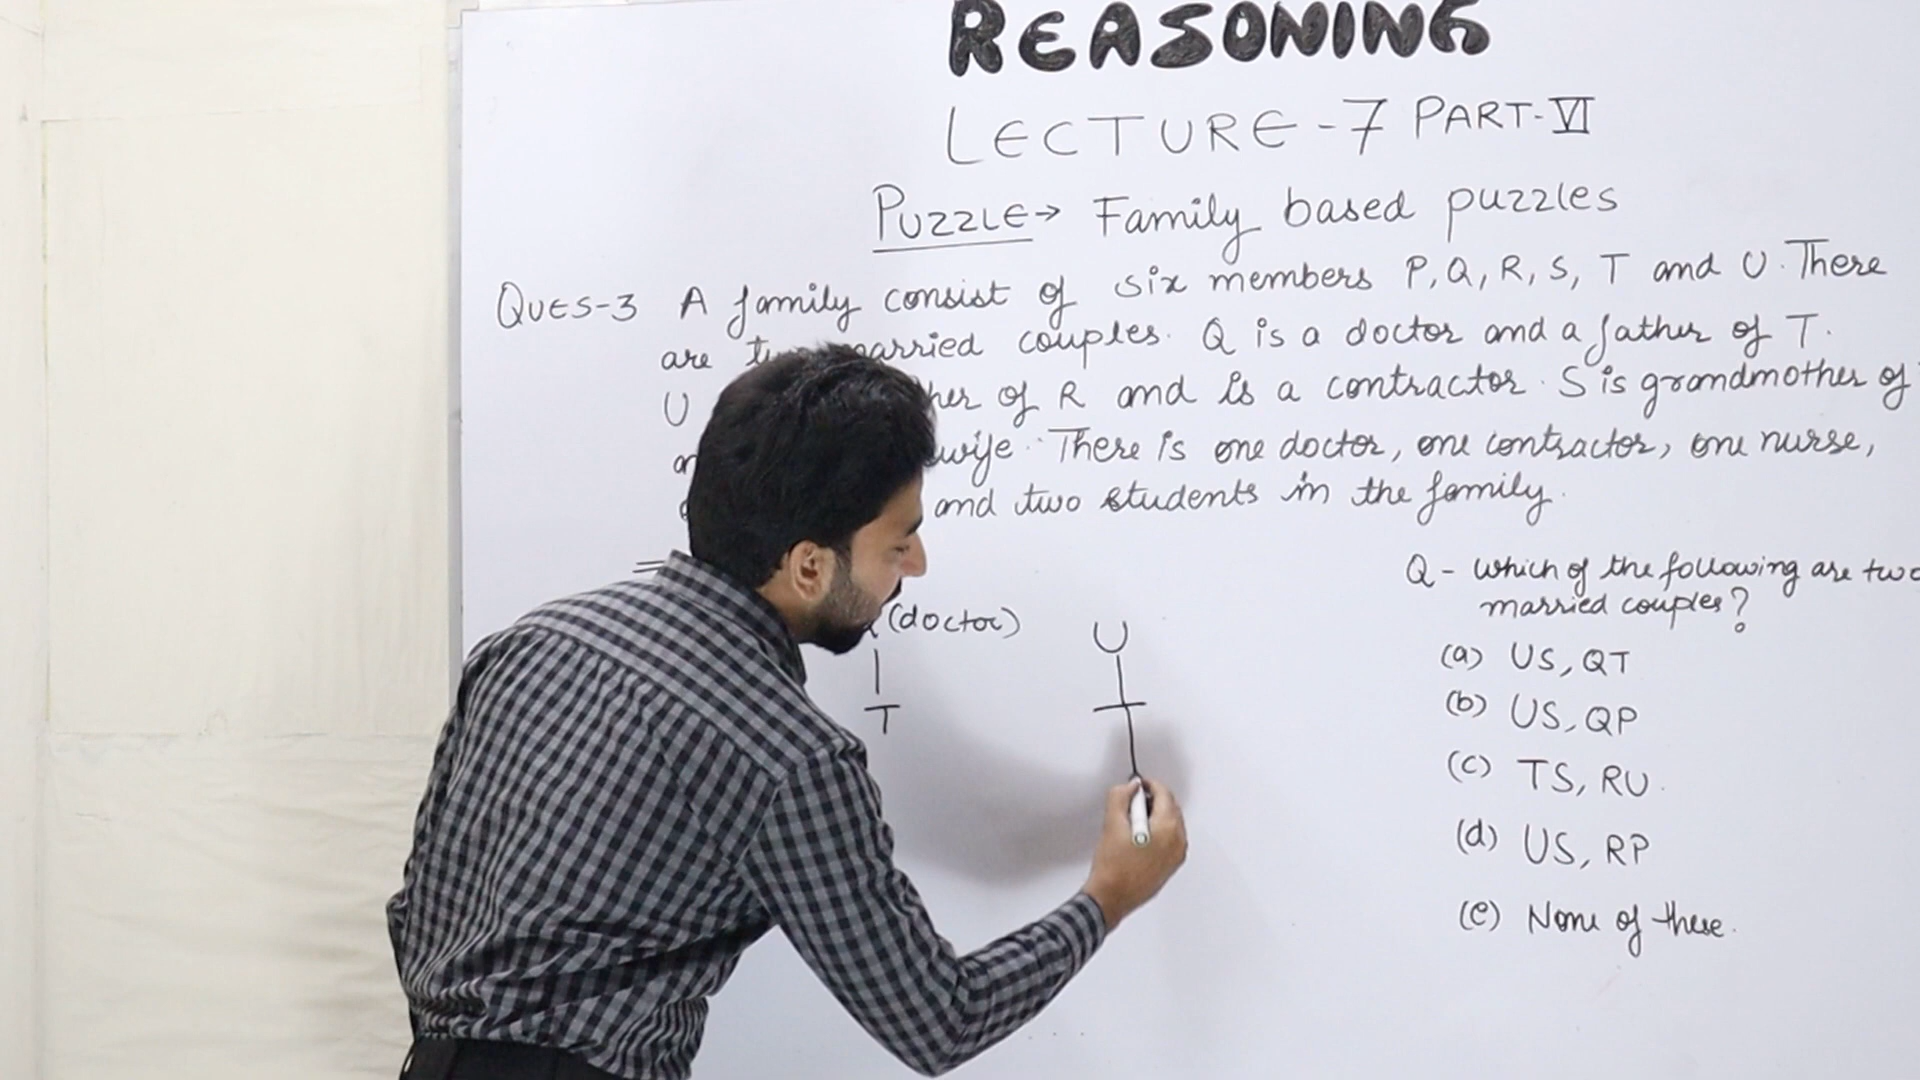 REASONING
LECTURE-7 PART-VI
PUZZLE→ Family based puzzles
QUES-3 A family consist of six members P, Q, R, S, T and U. There
are married couples. Q is a doctor and a father of T.
U of R and is a contractor. S is grandmother of
wife. There is one doctor, one contractor, one nurse,
and two students in the family.
Q - Which of the following are two
married couples?
(doctor)
U
T
(a) US, QT
(b) US, QP
(c) TS, RU.
(d) US, RP
(e) None of these.